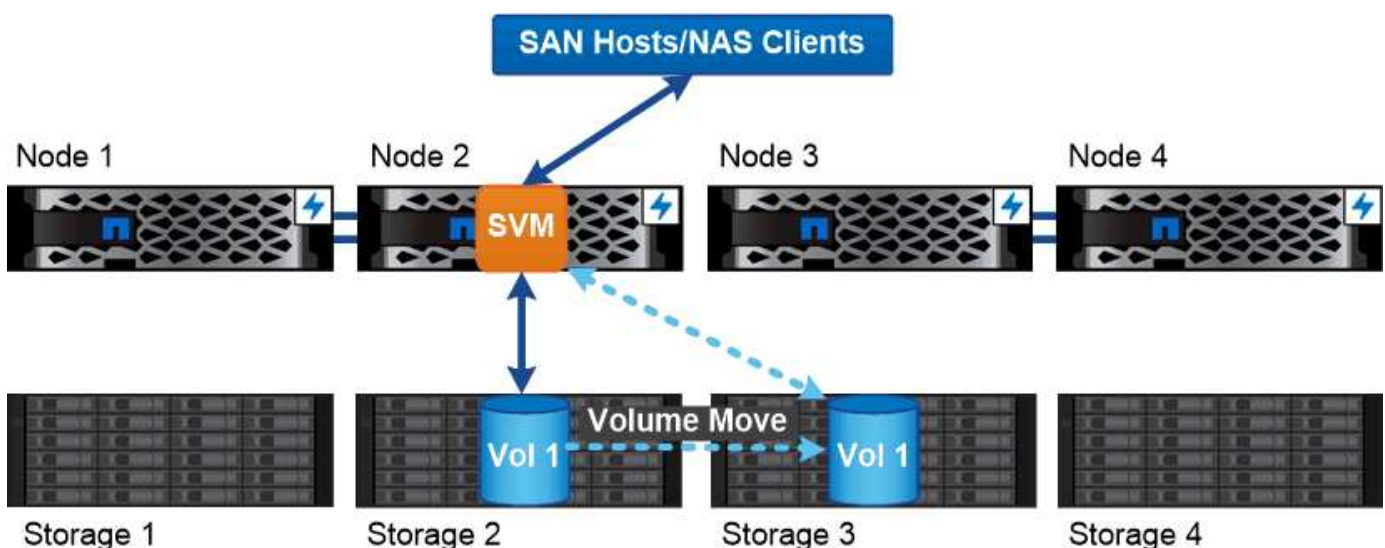 SAN Hosts/NAS Clients
Node 1
Node 2
Node 3
Node 4
SVM
Volume Move
Vol 1
Vol 1
Storage 1
Storage 2
Storage 3
Storage 4